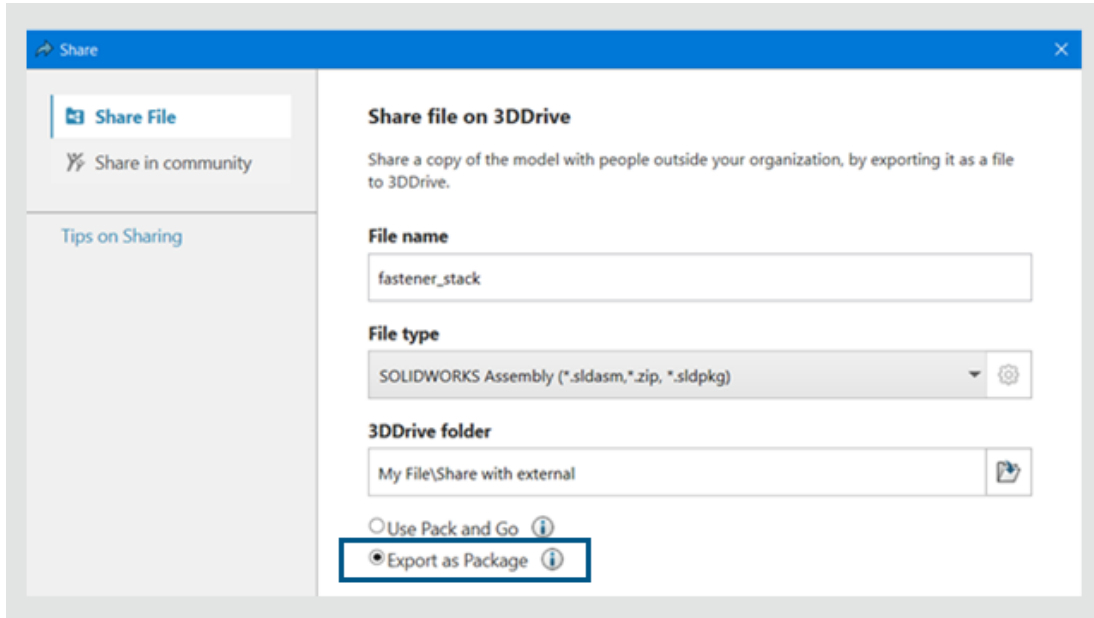 Share
Share File
Share in community
Tips on Sharing
Share file on 3DDrive
Share a copy of the model with people outside your organization, by exporting it as a file
to 3DDrive.
File name
fastener_stack
File type
SOLIDWORKS Assembly (*.sldasm,*.zip, *.sldpkg)
3DDrive folder
My File\Share with external
Use Pack and Go
Export as Package